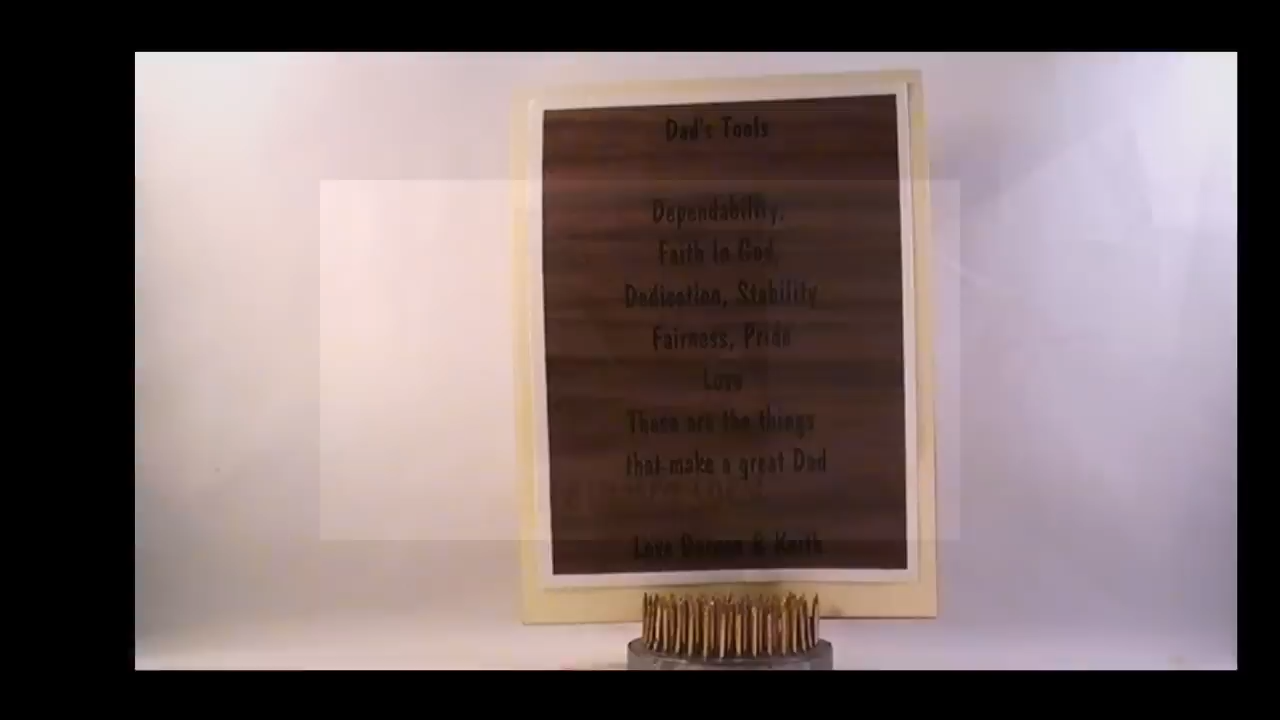 Dad's Tools
Dependability,
Faith in God,
Dedication, Stability
Fairness, Pride
Love
These are the things
that make a great Dad
Love & Keith